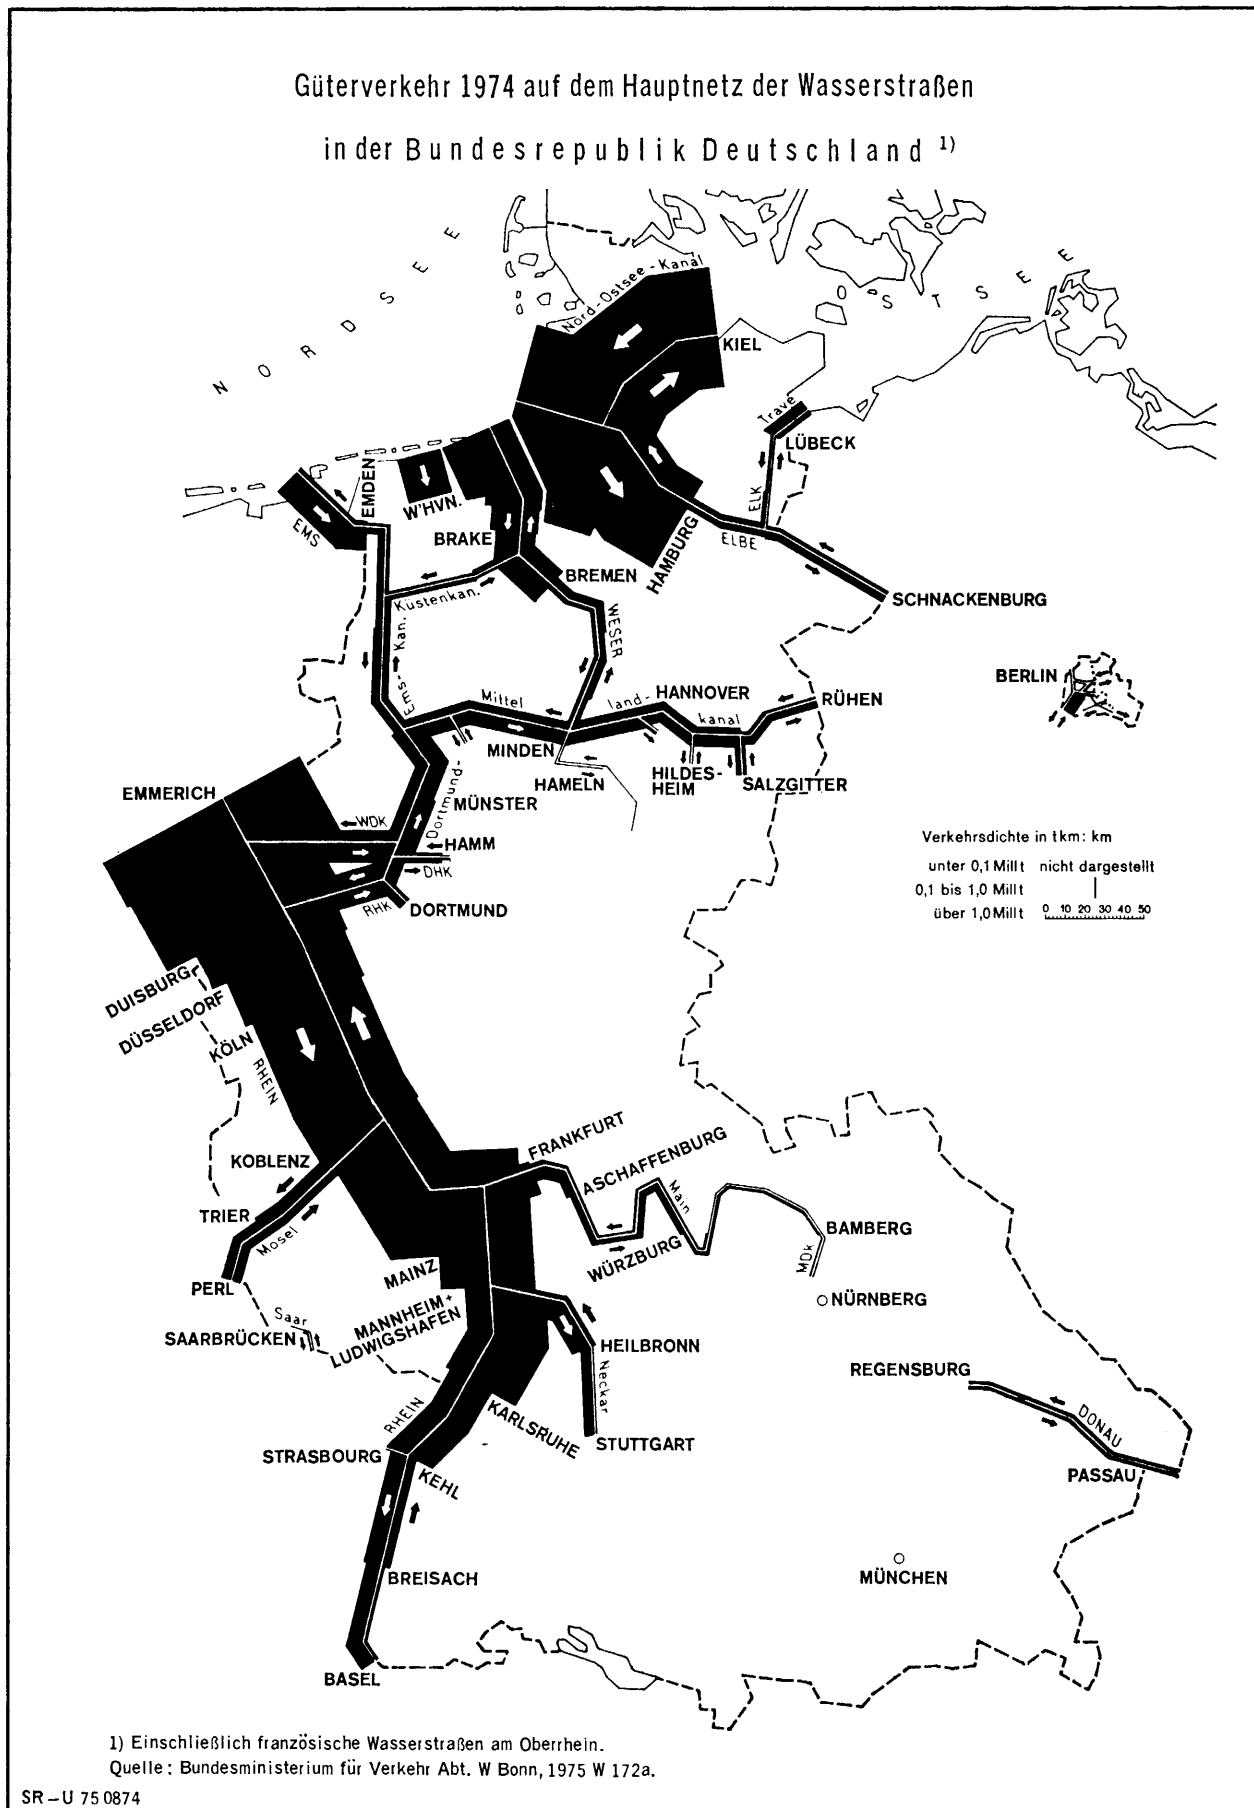 Güterverkehr 1974 auf dem Hauptnetz der Wasserstraßen
in der Bundesrepublik Deutschland 1)
NORDSEE
OSTSEE
Nord-Ostsee-Kanal
KIEL
Trave
LÜBECK
EMDEN
W'HVN.
EMS
BRAKE
ELK
HAMBURG
ELBE
BREMEN
Küstenkan.
SCHNACKENBURG
WESER
Ems-Kan.
BERLIN
Mittel
land-
HANNOVER
kanal
RÜHEN
MINDEN
HAMELN
HILDES-
HEIM
SALZGITTER
EMMERICH
Dortmund-
MÜNSTER
WDK
HAMM
DHK
RHK
DORTMUND
Verkehrsdichte in tkm: km
unter 0,1 Mill t nicht dargestellt
0,1 bis 1,0 Mill t
über 1,0 Mill t 0 10 20 30 40 50
DUISBURG
DÜSSELDORF
KÖLN
RHEIN
FRANKFURT
ASCHAFFENBURG
KOBLENZ
Main
TRIER
Mosel
BAMBERG
WÜRZBURG
MDK
MAINZ
PERL
NÜRNBERG
Saar
SAARBRÜCKEN
MANNHEIM+
LUDWIGSHAFEN
HEILBRONN
Neckar
REGENSBURG
RHEIN
KARLSRUHE
DONAU
STRASBOURG
STUTTGART
KEHL
PASSAU
BREISACH
MÜNCHEN
BASEL
1) Einschließlich französische Wasserstraßen am Oberrhein.
Quelle: Bundesministerium für Verkehr Abt. W Bonn, 1975 W 172a.
SR–U 75 0874